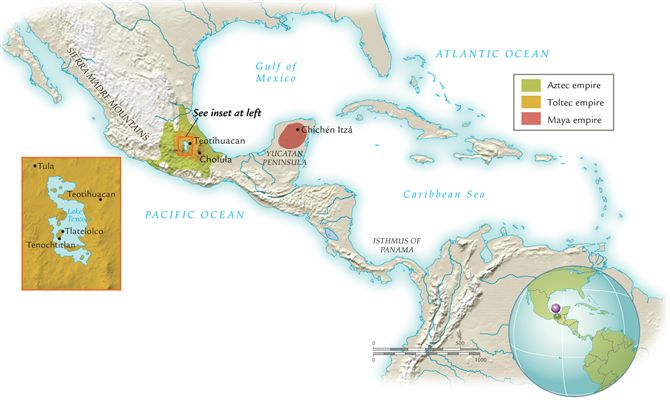 ATLANTIC OCEAN
Gulf of
Mexico
SIERRA MADRE MOUNTAINS
Aztec empire
Toltec empire
Maya empire
See inset at left
Chichén Itzá
Teotihuacan
Cholula
YUCATAN
PENINSULA
Tula
Teotihuacan
Lake
Texcoco
Tlatelolco
Tenochtitlan
PACIFIC OCEAN
Caribbean Sea
ISTHMUS OF
PANAMA
0
500
0
1000